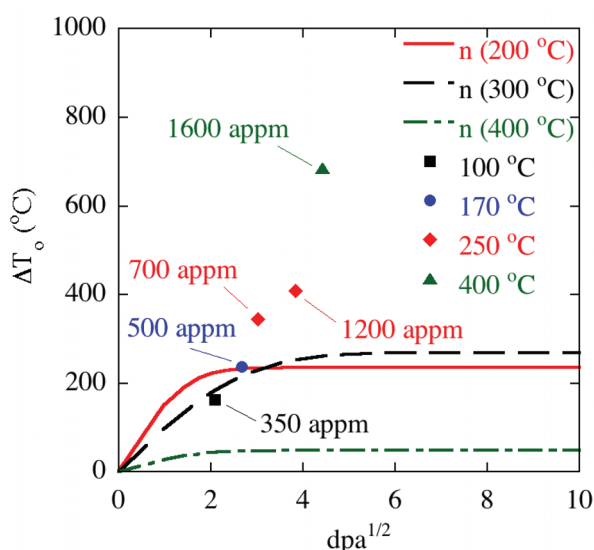 1000
800
600
400
200
0
ΔTₒ (°C)
n (200 °C)
n (300 °C)
n (400 °C)
100 °C
170 °C
250 °C
400 °C
1600 appm
700 appm
500 appm
1200 appm
350 appm
0 2 4 6 8 10
dpa^1/2